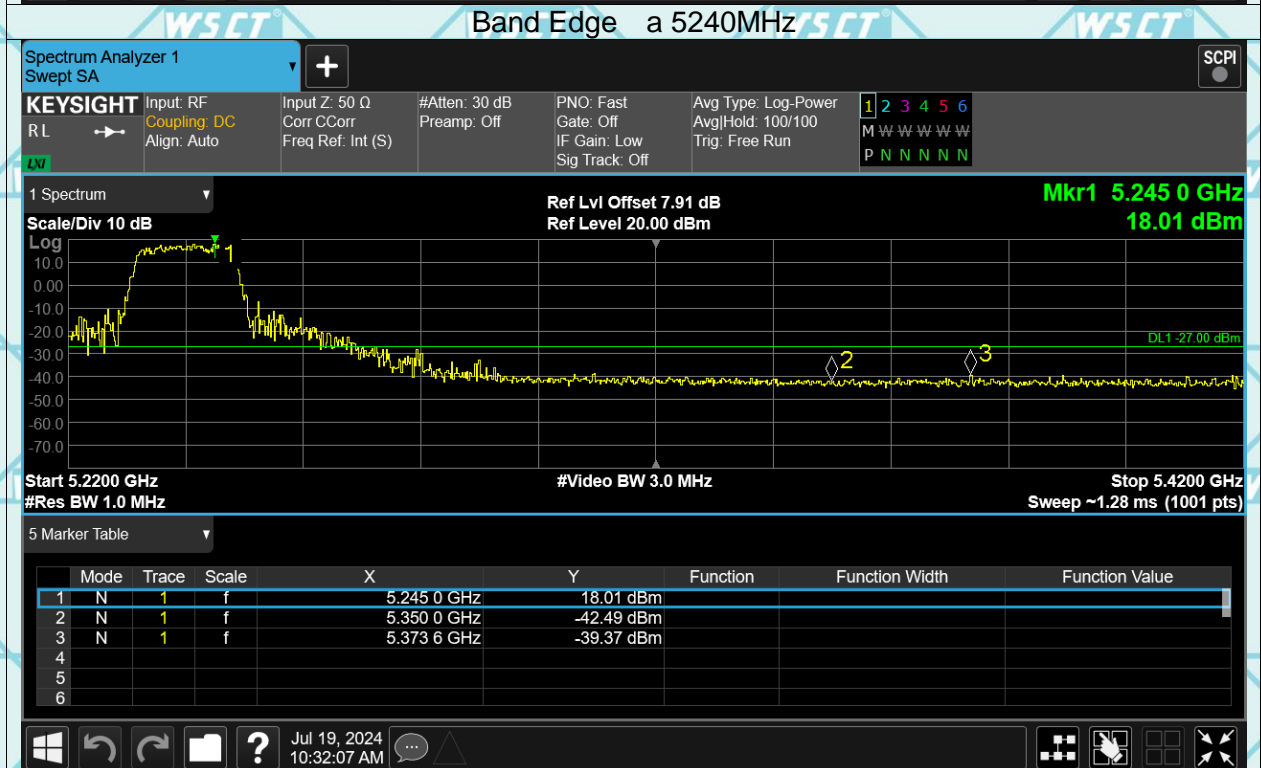 WSCT WSCT WSCT WSCT
Band Edge a 5240MHz
Spectrum Analyzer 1
Swept SA
+
SCPI
KEYSIGHT
RL
LXI
Input: RF
Coupling: DC
Align: Auto
Input Z: 50 Ω
Corr CCorr
Freq Ref: Int (S)
#Atten: 30 dB
Preamp: Off
PNO: Fast
Gate: Off
IF Gain: Low
Sig Track: Off
Avg Type: Log-Power
Avg|Hold: 100/100
Trig: Free Run
1 2 3 4 5 6
M W W W W W
P N N N N N
1 Spectrum
Scale/Div 10 dB
Ref Lvl Offset 7.91 dB
Ref Level 20.00 dBm
Mkr1 5.245 0 GHz
18.01 dBm
Log
10.0
0.00
-10.0
-20.0
-30.0
-40.0
-50.0
-60.0
-70.0
1
2
3
DL1 -27.00 dBm
Start 5.2200 GHz
#Video BW 3.0 MHz
Stop 5.4200 GHz
#Res BW 1.0 MHz
Sweep ~1.28 ms (1001 pts)
5 Marker Table
Mode Trace Scale X Y Function Function Width Function Value
1 N 1 f 5.245 0 GHz 18.01 dBm
2 N 1 f 5.350 0 GHz -42.49 dBm
3 N 1 f 5.373 6 GHz -39.37 dBm
4
5
6
?
Jul 19, 2024
10:32:07 AM